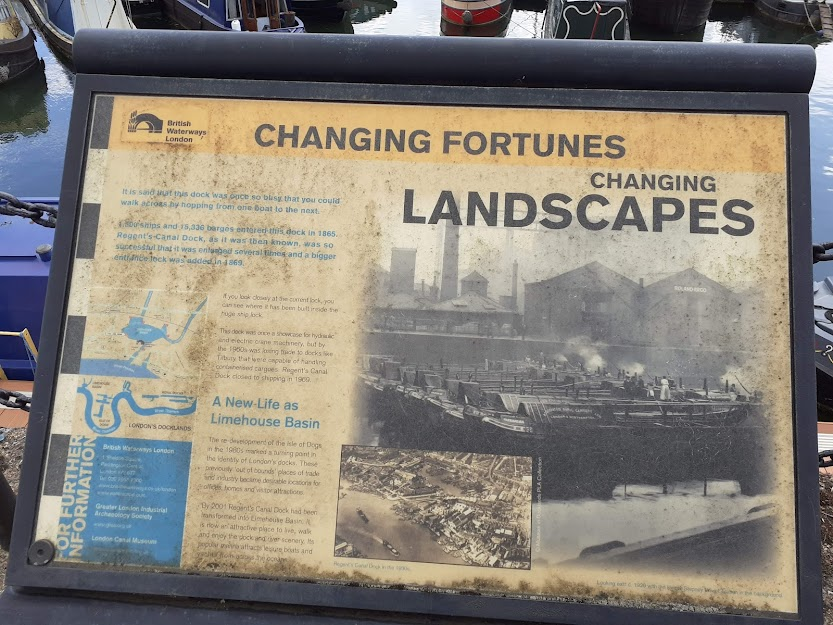 British
Waterways
London
CHANGING FORTUNES
CHANGING
LANDSCAPES
It is said that this dock was once so busy that you could
walk across by hopping from one boat to the next.
ships and 15,336 barges entered this dock in 1865.
Regent's Canal Dock, as it was then known, was so
successful that it was enlarged several times and a bigger
entrance lock was added in 1869.
If you look closely at the current lock, you
can see where it has been built inside the
huge ship lock.
This dock was once a showcase for hydraulic
and electric crane machinery, but by
the 1960s was losing trade to docks like
Tilbury that were capable of handling
containerised cargoes. Regent's Canal
Dock closed to shipping in 1969.
LONDON'S DOCKLANDS
A New Life as
Limehouse Basin
The re-development of the Isle of Dogs
in the 1980s marked a turning point in
the identity of London's docks. These
previously 'out of bounds' places of trade
and industry became desirable locations for
offices, homes and visitor attractions.
By 2001 Regent's Canal Dock had been
transformed into Limehouse Basin. It
is now an attractive place to live, walk
and enjoy the dock and river scenery. Its
popular marina attracts leisure boats and
FOR FURTHER
INFORMATION
British Waterways London
Greater London Industrial
Archaeology Society
London Canal Museum
Regent's Canal Dock in the